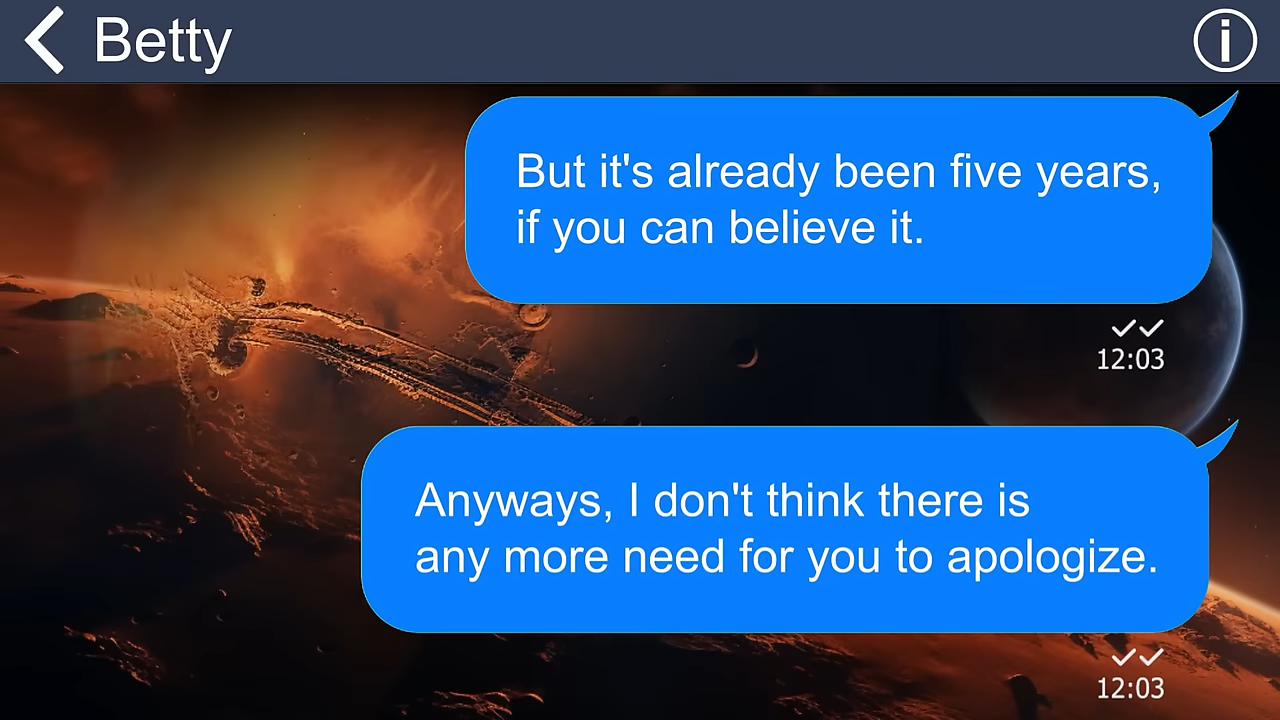 Betty
But it's already been five years,
if you can believe it.
12:03
Anyways, I don't think there is
any more need for you to apologize.
12:03